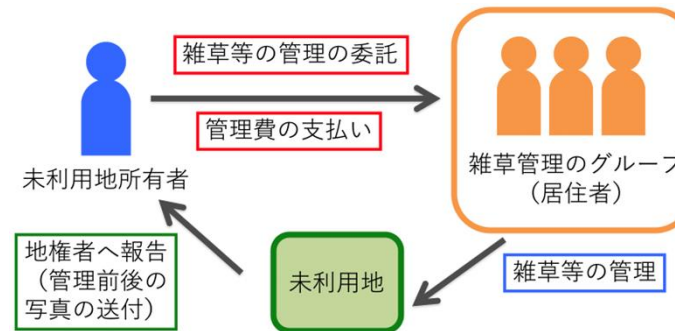 雑草等の管理の委託
管理費の支払い
未利用地所有者
雑草管理のグループ
（居住者）
地権者へ報告
（管理前後の
写真の送付）
未利用地
雑草等の管理